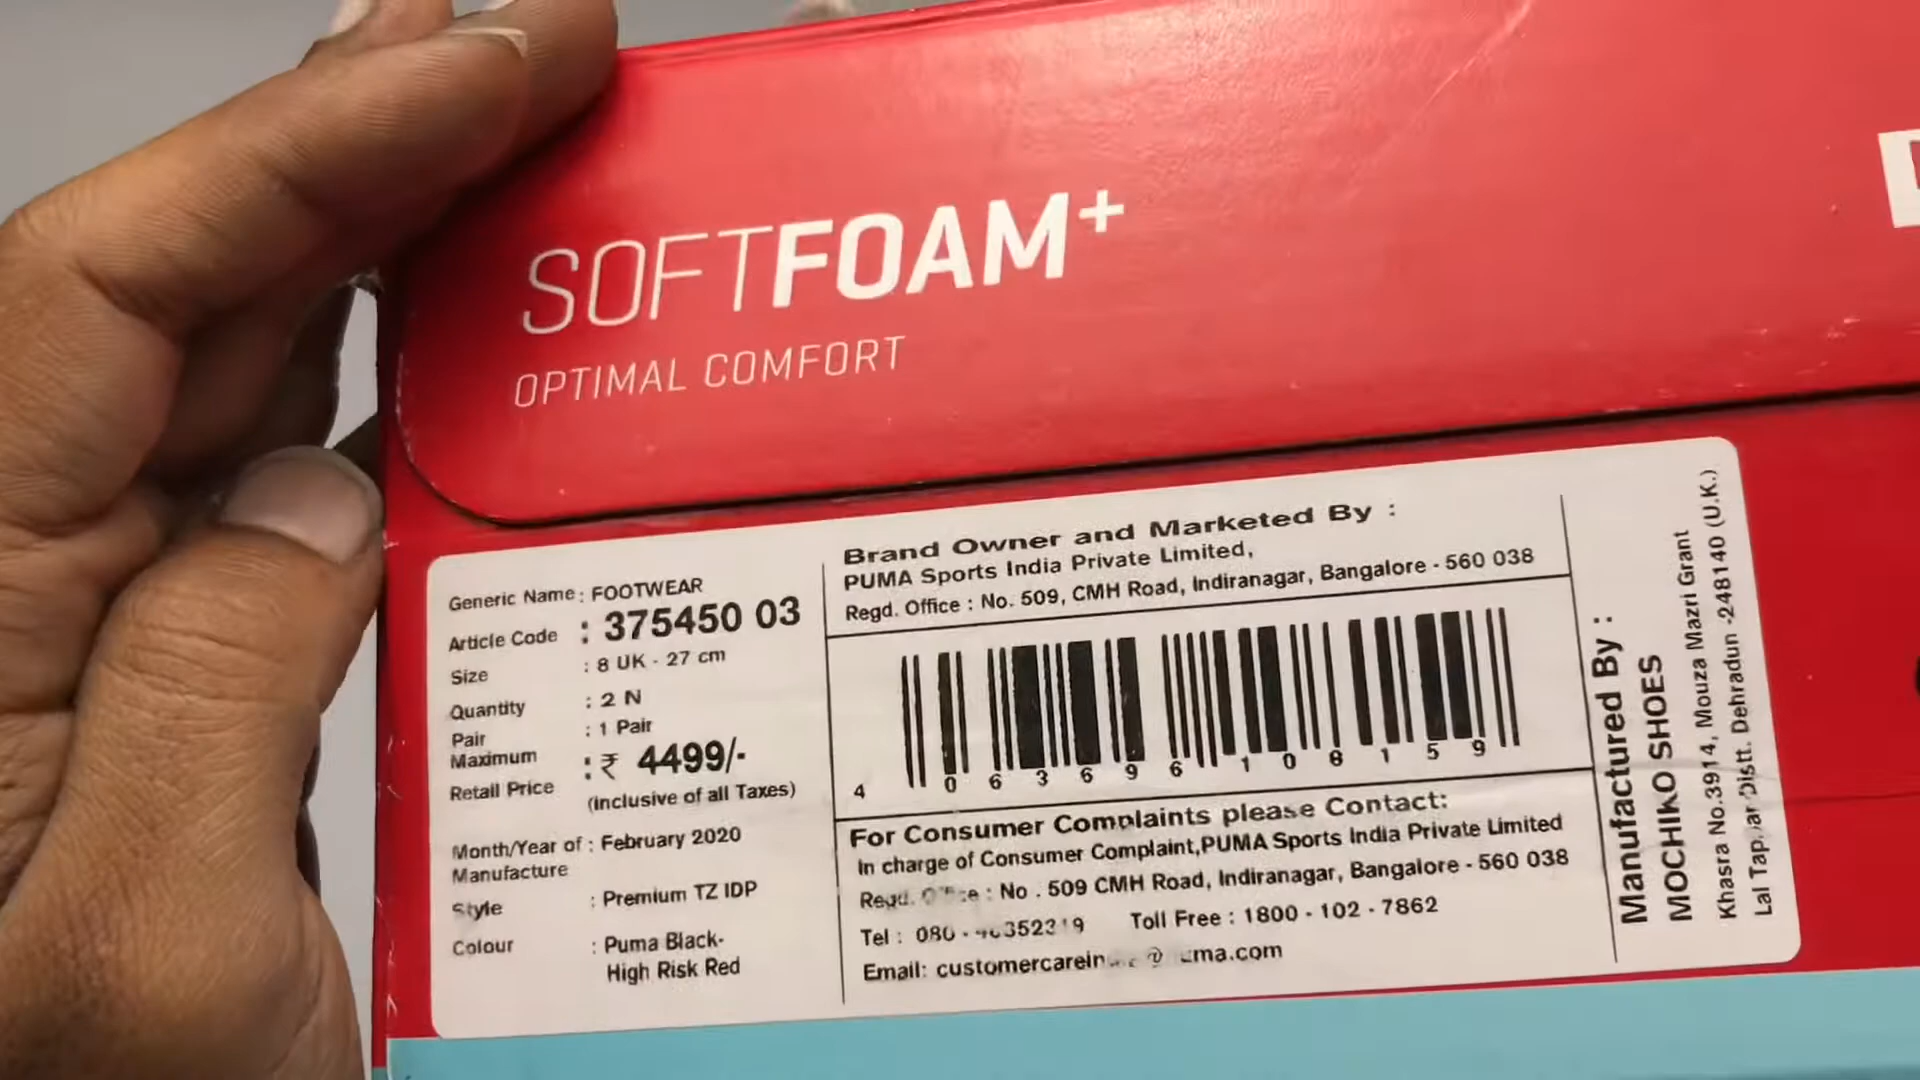 SOFTFOAM+
OPTIMAL COMFORT
Generic Name : FOOTWEAR
Article Code : 375450 03
Size : 8 UK - 27 cm
Quantity : 2 N
Pair : 1 Pair
Maximum
Retail Price : ₹ 4499/-
(inclusive of all Taxes)
Month/Year of : February 2020
Manufacture
Style : Premium TZ IDP
Colour : Puma Black-
High Risk Red
Brand Owner and Marketed By :
PUMA Sports India Private Limited,
Regd. Office : No. 509, CMH Road, Indiranagar, Bangalore - 560 038
4 063696 108159
For Consumer Complaints please Contact:
In charge of Consumer Complaint,PUMA Sports India Private Limited
: No . 509 CMH Road, Indiranagar, Bangalore - 560 038
Tel : 080 - Toll Free : 1800 - 102 - 7862
Email:
Manufactured By :
MOCHIKO SHOES
Khasra No.3914, Mouza Mazri Grant
Lal Distt. Dehradun -248140 (U.K.)